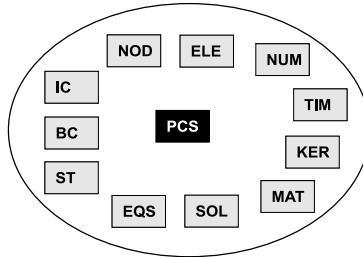 NOD
ELE
NUM
IC
TIM
BC
PCS
KER
ST
MAT
EQS
SOL